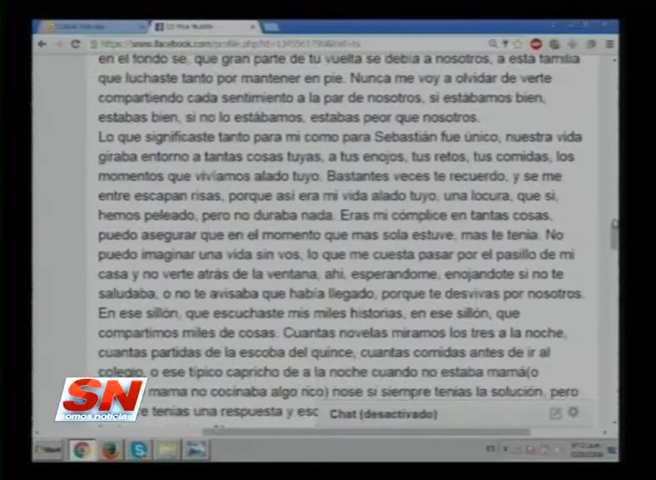 https://www.facebook.com/profile.php?id=
en el fondo se, que gran parte de tu vuelta se debía a nosotros, a esta familia
que luchaste tanto por mantener en pie. Nunca me voy a olvidar de verte
compartiendo cada sentimiento a la par de nosotros, si estábamos bien,
estabas bien, si no lo estábamos, estabas peor que nosotros.
Lo que significaste tanto para mi como para Sebastián fue único, nuestra vida
giraba entorno a tantas cosas tuyas, a tus enojos, tus retos, tus comidas, los
momentos que vivíamos alado tuyo. Bastantes veces te recuerdo, y se me
entre escapan risas, porque así era mi vida alado tuyo, una locura, que si,
hemos peleado, pero no duraba nada. Eras mi cómplice en tantas cosas,
puedo asegurar que en el momento que mas sola estuve, mas te tenia. No
puedo imaginar una vida sin vos, lo que me cuesta pasar por el pasillo de mi
casa y no verte atrás de la ventana, ahí, esperandome, enojandote si no te
saludaba, o no te avisaba que había llegado, porque te desvivas por nosotros.
En ese sillón, que escuchaste mis miles historias, en ese sillón, que
compartimos miles de cosas. Cuantas novelas miramos los tres a la noche,
cuantas partidas de la escoba del quince, cuantas comidas antes de ir al
colegio, o ese típico capricho de a la noche cuando no estaba mamá(o
mama no cocinaba algo rico) nose si siempre tenias la solución, pero
tenias una respuesta y esc
Chat (desactivado)
SN
somos noticias
ES